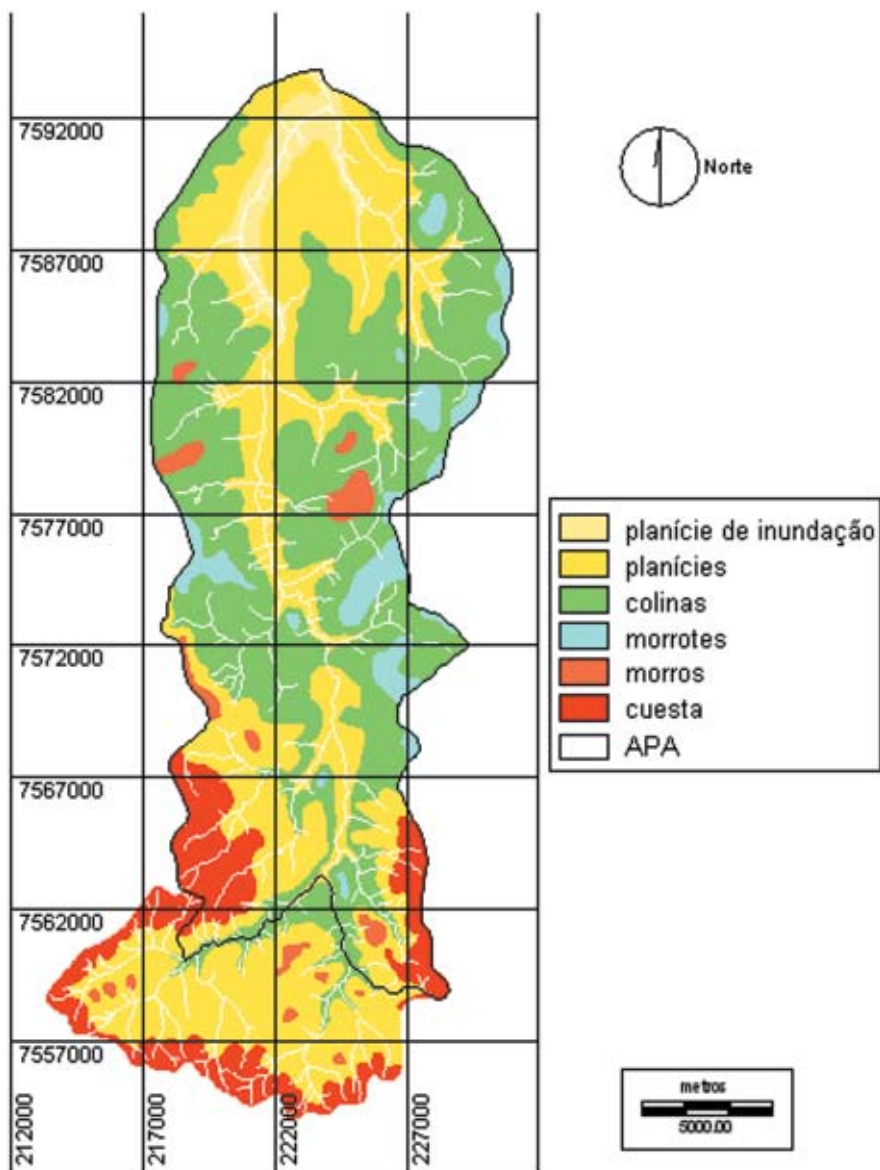 7592000
Norte
7587000
7582000
7577000
planície de inundação
planícies
colinas
7572000
morrotes
morros
cuesta
APA
7567000
7562000
7557000
metros
5000.00
212000
217000
222000
227000